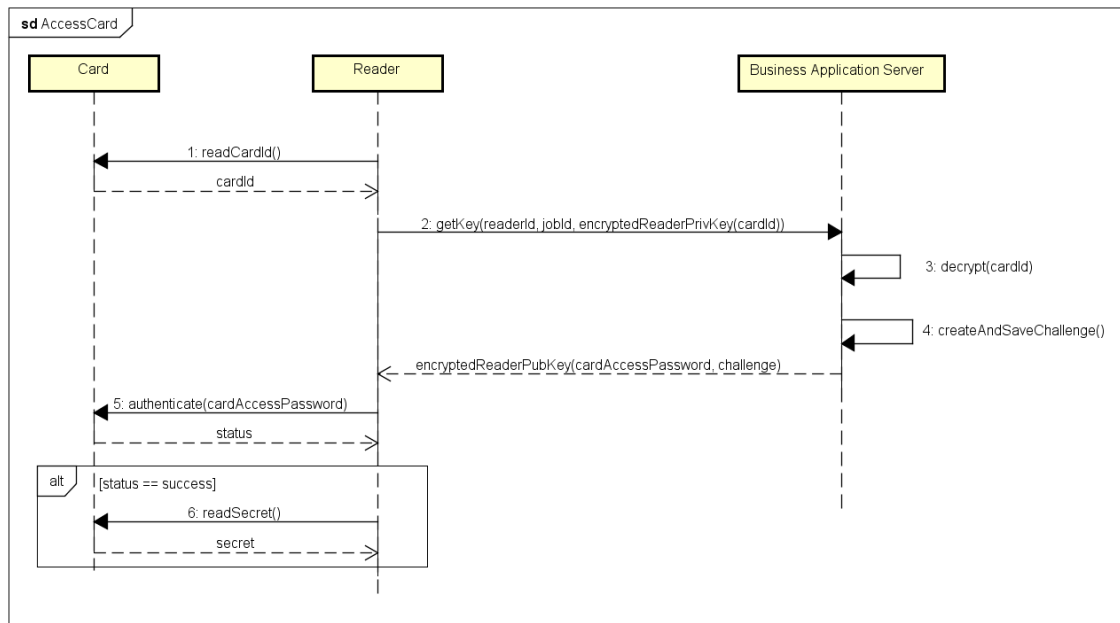 sd AccessCard
Card
Reader
Business Application Server
1: readCardId()
cardId
2: getKey(readerId, jobId, encryptedReaderPrivKey(cardId))
3: decrypt(cardId)
4: createAndSaveChallenge()
encryptedReaderPubKey(cardAccessPassword, challenge)
5: authenticate(cardAccessPassword)
status
alt
[status == success]
6: readSecret()
secret